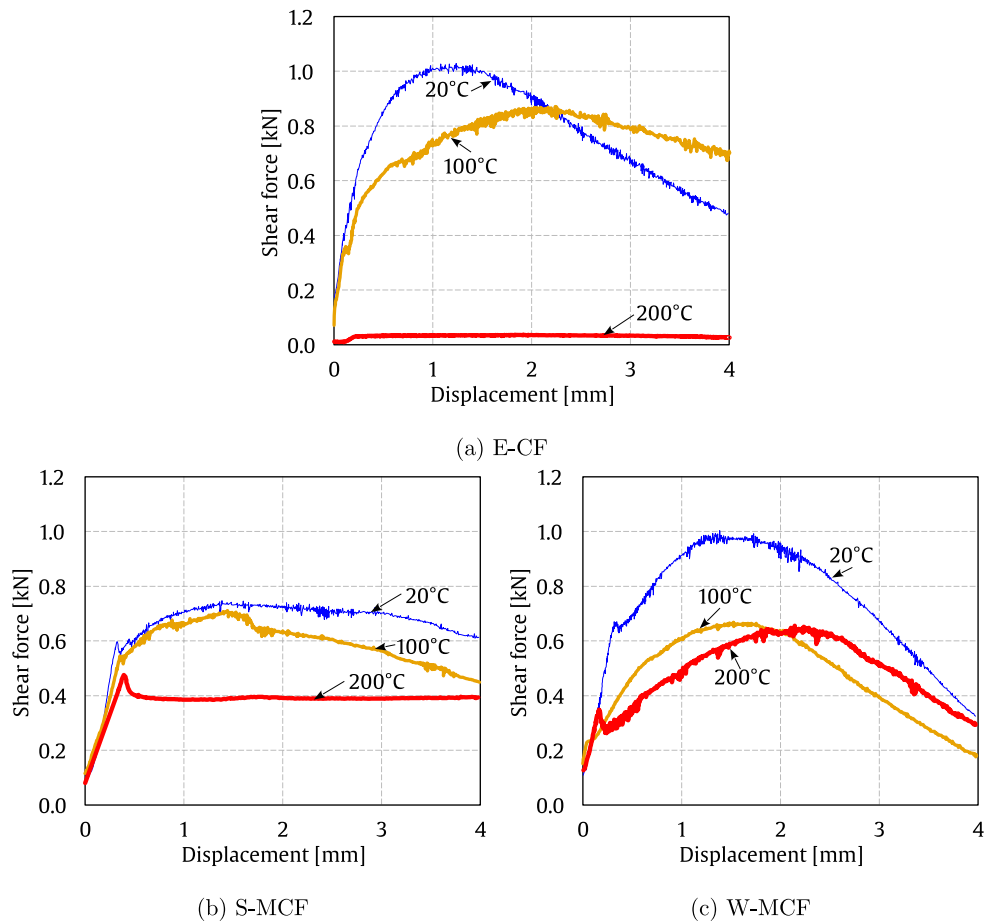 1.2
1.0
0.8
0.6
0.4
0.2
0.0
Shear force [kN]
20°C
100°C
200°C
0 1 2 3 4
Displacement [mm]
(a) E-CF
1.2
1.0
0.8
0.6
0.4
0.2
0.0
Shear force [kN]
20°C
100°C
200°C
0 1 2 3 4
Displacement [mm]
(b) S-MCF
1.2
1.0
0.8
0.6
0.4
0.2
0.0
Shear force [kN]
20°C
100°C
200°C
0 1 2 3 4
Displacement [mm]
(c) W-MCF